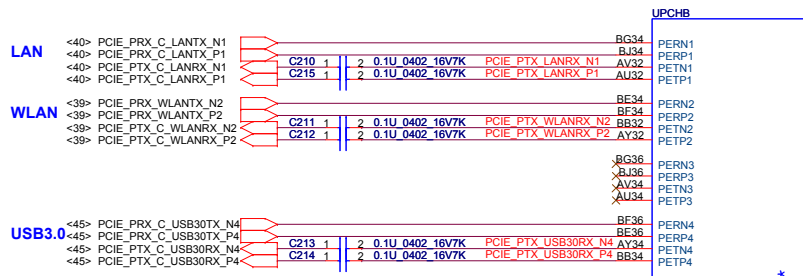 UPCHB
LAN
<40> PCIE_PRX_C_LANTX_N1 BG34 PERN1
<40> PCIE_PRX_C_LANTX_P1 BJ34 PERP1
<40> PCIE_PTX_C_LANRX_N1 C210 1 2 0.1U_0402_16V7K PCIE_PTX_LANRX_N1 AV32 PETN1
<40> PCIE_PTX_C_LANRX_P1 C215 1 2 0.1U_0402_16V7K PCIE_PTX_LANRX_P1 AU32 PETP1
WLAN
<39> PCIE_PRX_WLANTX_N2 BE34 PERN2
<39> PCIE_PRX_WLANTX_P2 BF34 PERP2
<39> PCIE_PTX_C_WLANRX_N2 C211 1 2 0.1U_0402_16V7K PCIE_PTX_WLANRX_N2 BB32 PETN2
<39> PCIE_PTX_C_WLANRX_P2 C212 1 2 0.1U_0402_16V7K PCIE_PTX_WLANRX_P2 AY32 PETP2
BG36 PERN3
BJ36 PERP3
AV34 PETN3
AU34 PETP3
USB3.0
<45> PCIE_PRX_C_USB30TX_N4 BF36 PERN4
<45> PCIE_PRX_C_USB30TX_P4 BE36 PERP4
<45> PCIE_PTX_C_USB30RX_N4 C213 1 2 0.1U_0402_16V7K PCIE_PTX_USB30RX_N4 AY34 PETN4
<45> PCIE_PTX_C_USB30RX_P4 C214 1 2 0.1U_0402_16V7K PCIE_PTX_USB30RX_P4 BB34 PETP4
*